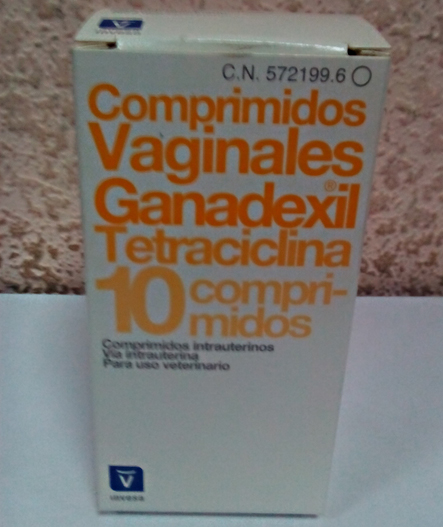 C.N. 572199.6
Comprimidos
Vaginales
Ganadexil®
Tetraciclina
10 compri-
midos
Comprimidos intrauterinos
Vía intrauterina
Para uso veterinario